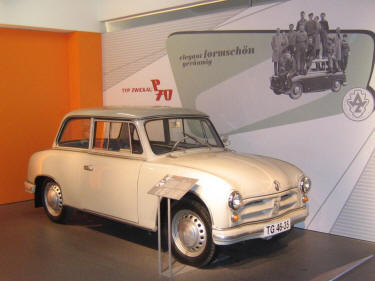 elegant formschön
geräumig
TYP ZWICKAU P70
TG 46-35